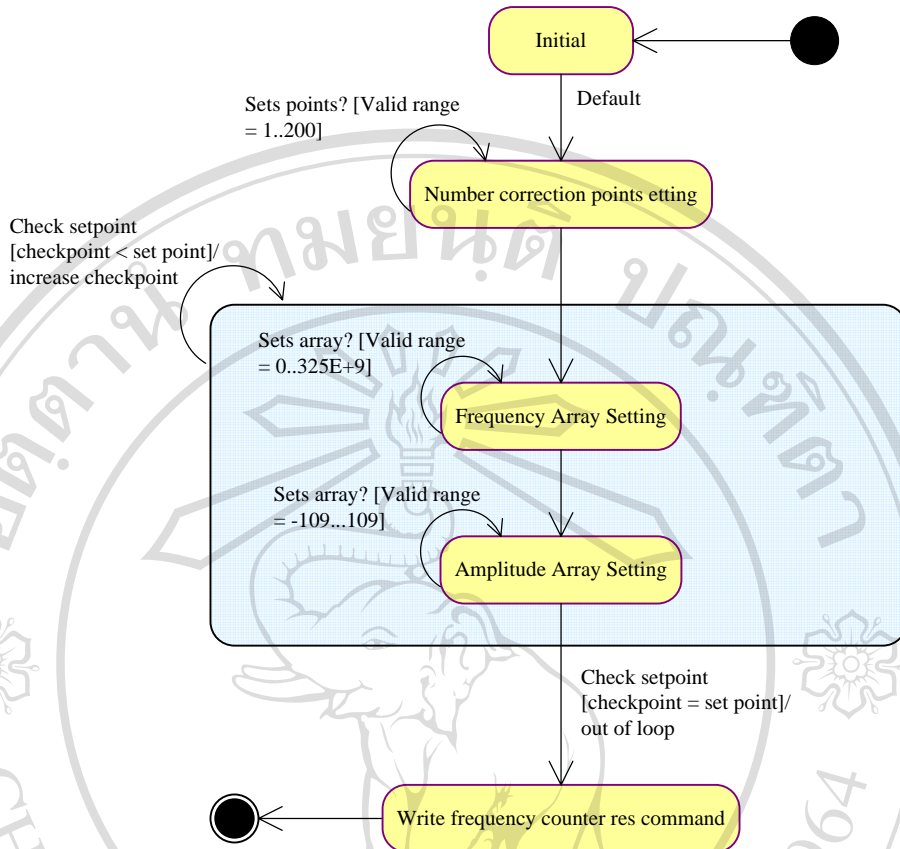 Initial
Default
Sets points? [Valid range
= 1..200]
Number correction points etting
Check setpoint
[checkpoint < set point]/
increase checkpoint
Sets array? [Valid range
= 0..325E+9]
Frequency Array Setting
Sets array? [Valid range
= -109...109]
Amplitude Array Setting
Check setpoint
[checkpoint = set point]/
out of loop
Write frequency counter res command
964